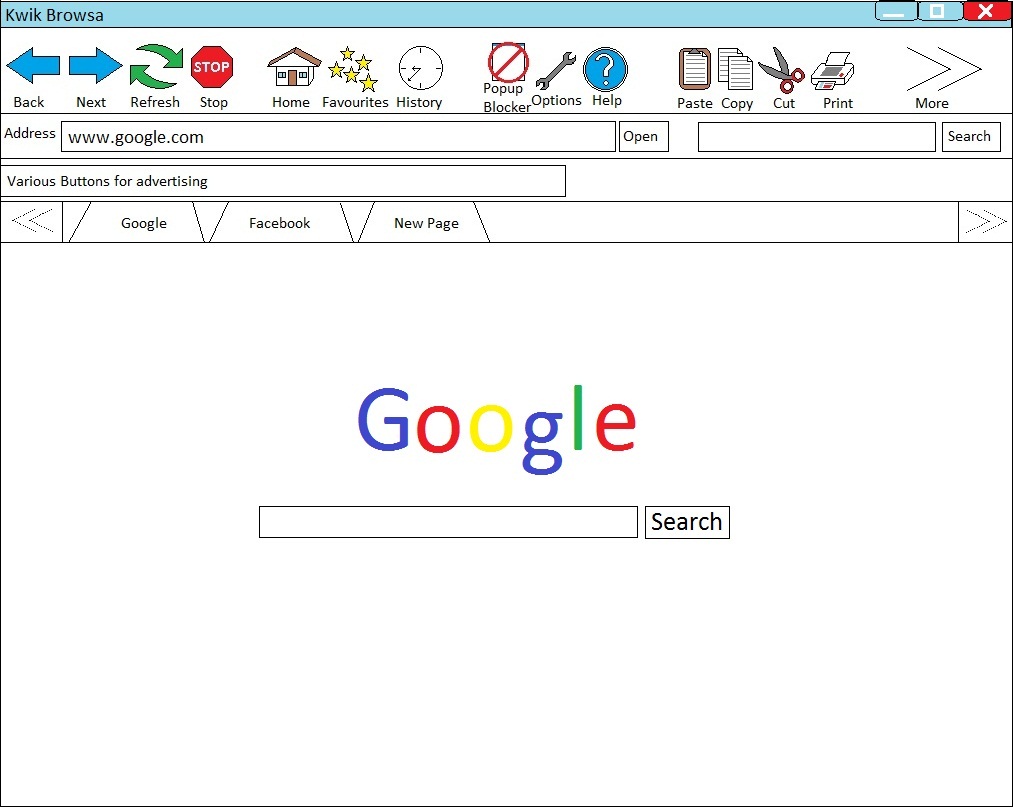 Kwik Browsa
STOP
Back Next Refresh Stop Home Favourites History Popup Blocker Options Help Paste Copy Cut Print More
Address www.google.com Open Search
Various Buttons for advertising
Google Facebook New Page
Google
Search